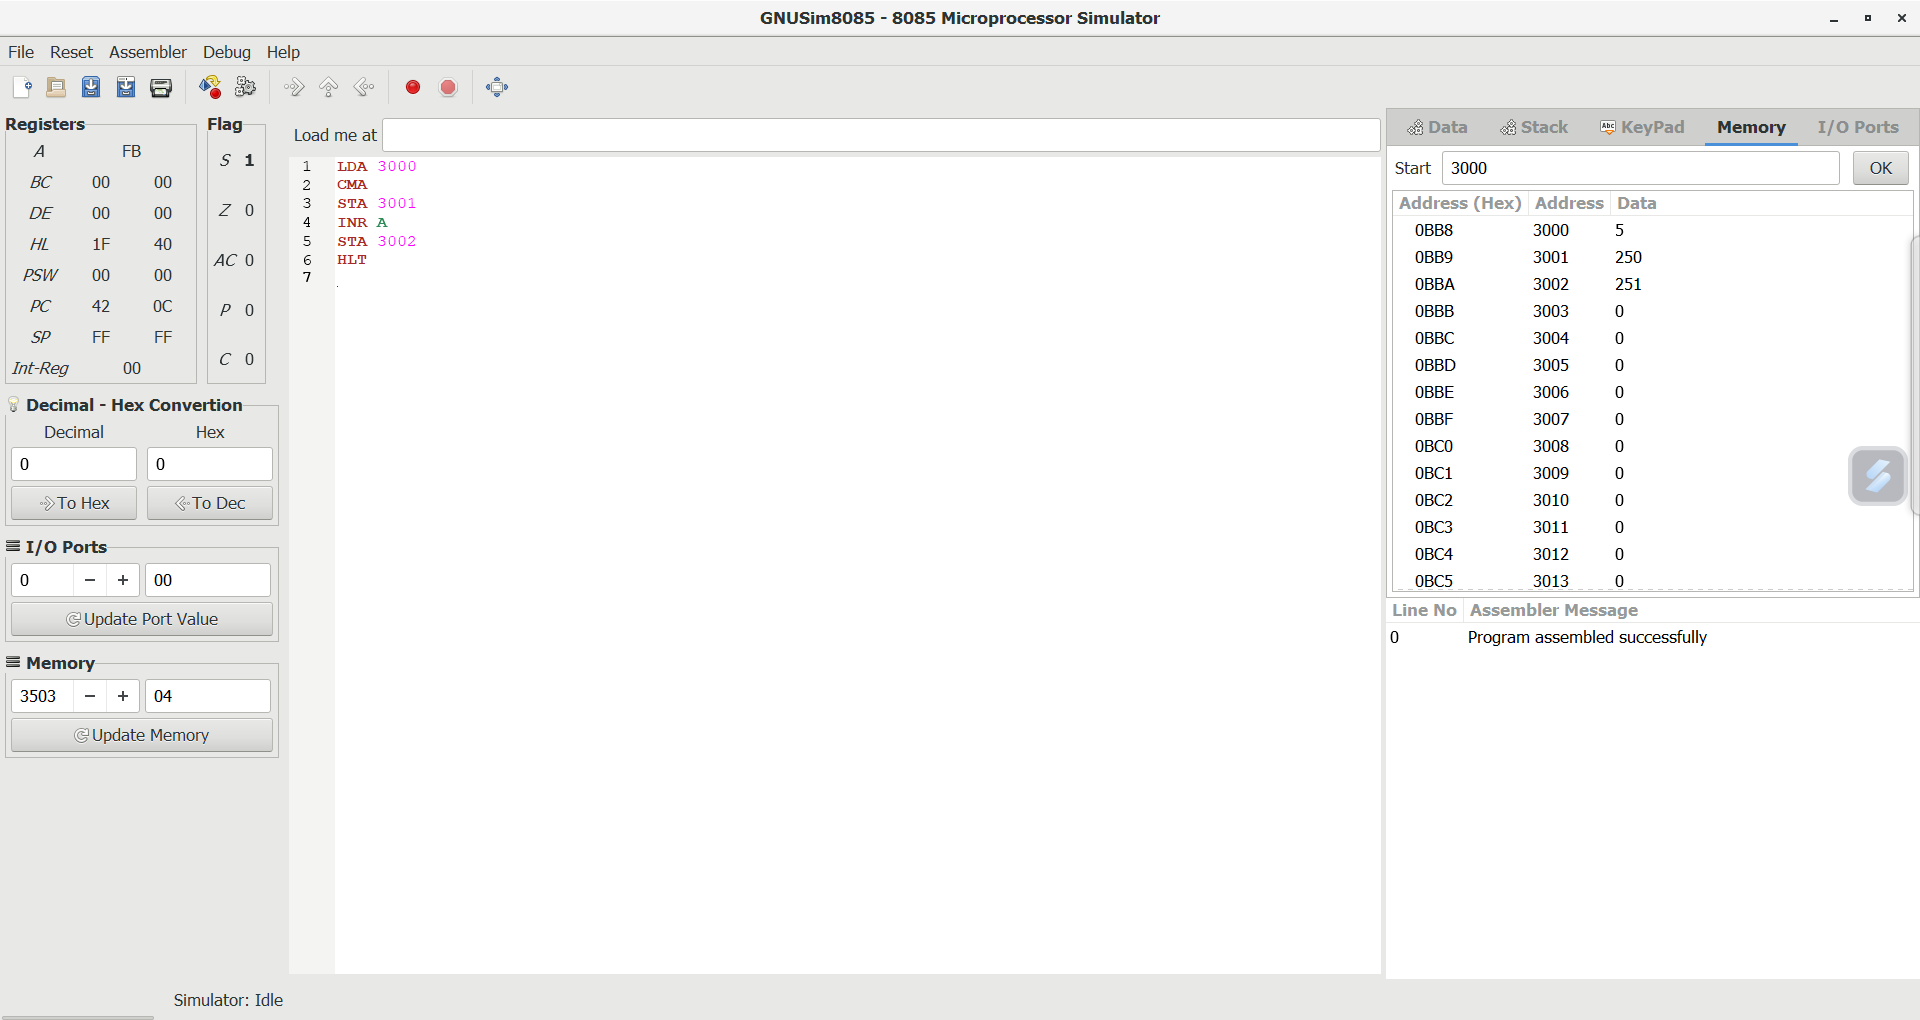 GNUSim8085 - 8085 Microprocessor Simulator
File Reset Assembler Debug Help
Registers
A FB
BC 00 00
DE 00 00
HL 1F 40
PSW 00 00
PC 42 0C
SP FF FF
Int-Reg 00
Flag
S 1
Z 0
AC 0
P 0
C 0
Decimal - Hex Convertion
Decimal Hex
0 0
To Hex To Dec
I/O Ports
0 − + 00
Update Port Value
Memory
3503 − + 04
Update Memory
Load me at
1 LDA 3000
2 CMA
3 STA 3001
4 INR A
5 STA 3002
6 HLT
7
Data Stack Abc KeyPad Memory I/O Ports
Start 3000 OK
Address (Hex) Address Data
0BB8 3000 5
0BB9 3001 250
0BBA 3002 251
0BBB 3003 0
0BBC 3004 0
0BBD 3005 0
0BBE 3006 0
0BBF 3007 0
0BC0 3008 0
0BC1 3009 0
0BC2 3010 0
0BC3 3011 0
0BC4 3012 0
0BC5 3013 0
Line No Assembler Message
0 Program assembled successfully
Simulator: Idle